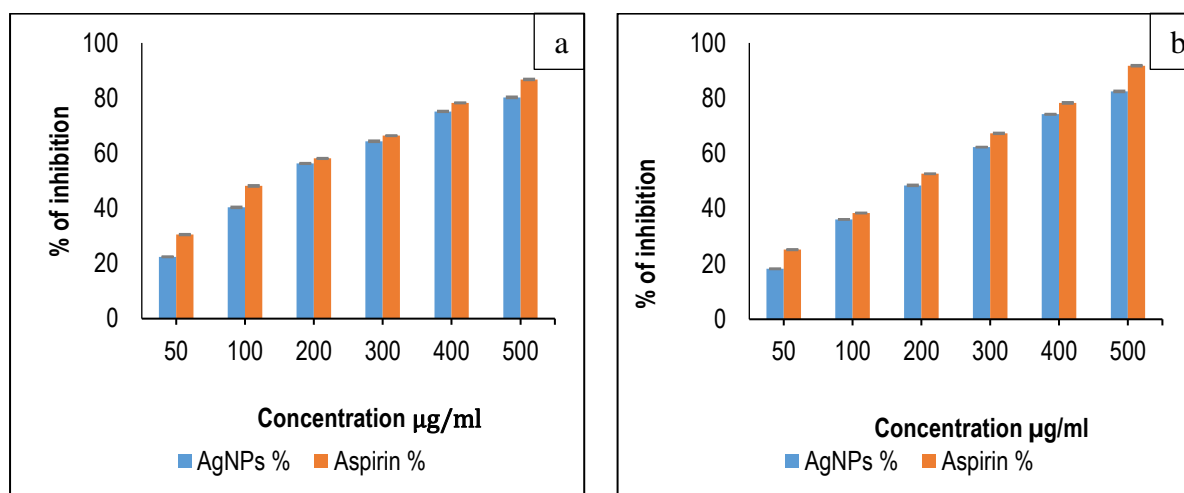 a
100
80
60
40
20
0
% of inhibition
50 100 200 300 400 500
Concentration µg/ml
AgNPs % Aspirin %
b
100
80
60
40
20
0
% of inhibition
50 100 200 300 400 500
Concentration µg/ml
AgNPs % Aspirin %